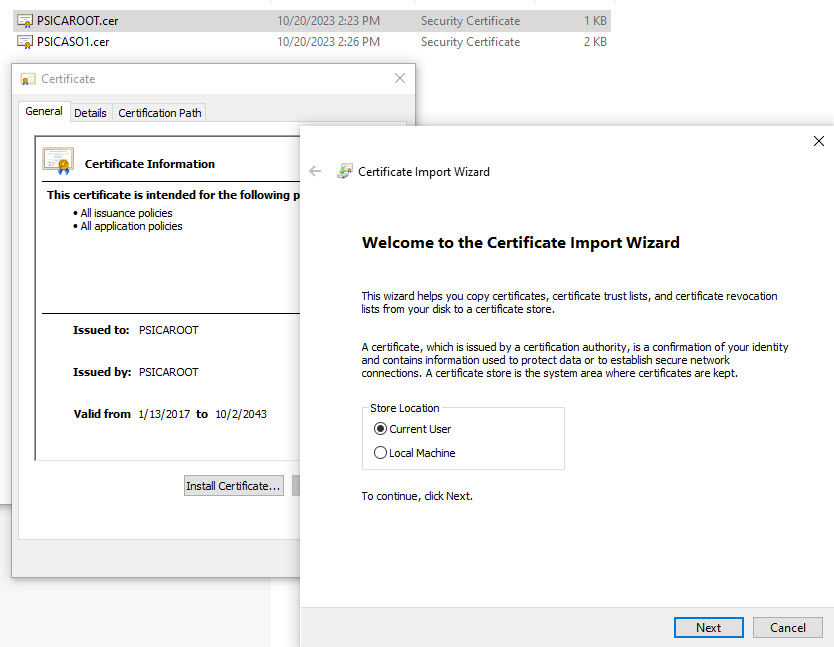 PSICAROOT.cer 10/20/2023 2:23 PM Security Certificate 1 KB
PSICASO1.cer 10/20/2023 2:26 PM Security Certificate 2 KB
Certificate
General Details Certification Path
Certificate Information
This certificate is intended for the following p
• All issuance policies
• All application policies
Issued to: PSICAROOT
Issued by: PSICAROOT
Valid from 1/13/2017 to 10/2/2043
Install Certificate...
Certificate Import Wizard
Welcome to the Certificate Import Wizard
This wizard helps you copy certificates, certificate trust lists, and certificate revocation
lists from your disk to a certificate store.
A certificate, which is issued by a certification authority, is a confirmation of your identity
and contains information used to protect data or to establish secure network
connections. A certificate store is the system area where certificates are kept.
Store Location
Current User
Local Machine
To continue, click Next.
Next Cancel